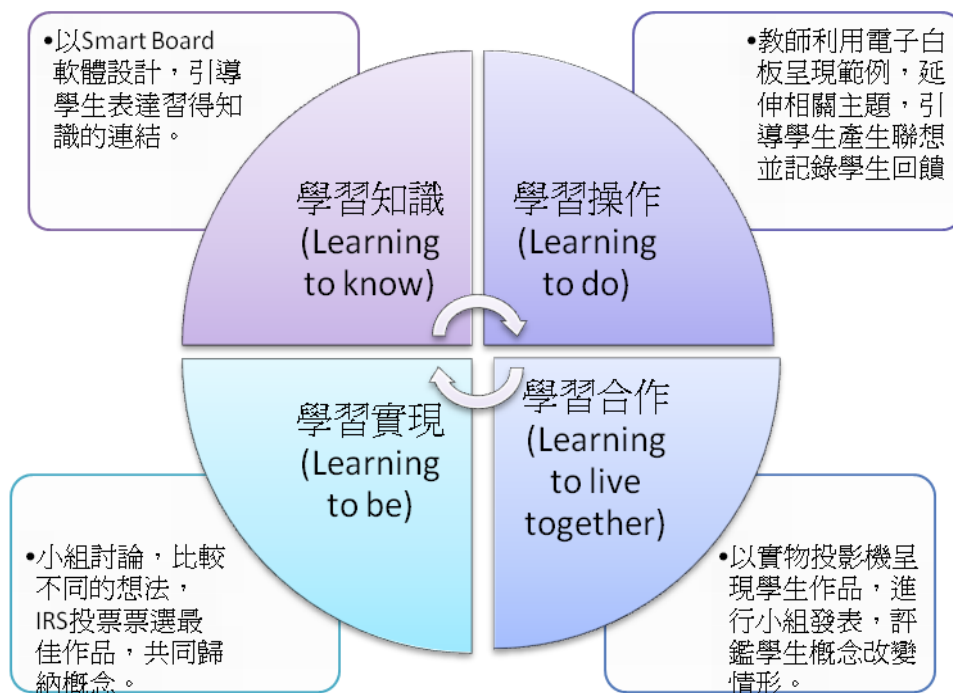 •以Smart Board
軟體設計，引導
學生表達習得知
識的連結。
•教師利用電子白
板呈現範例，延
伸相關主題，引
導學生產生聯想
並記錄學生回饋
學習知識
(Learning
to know)
學習操作
(Learning
to do)
學習實現
(Learning
to be)
學習合作
(Learning
to live
together)
•小組討論，比較
不同的想法，
IRS投票票選最
佳作品，共同歸
納概念。
•以實物投影機呈
現學生作品，進
行小組發表，評
鑑學生概念改變
情形。